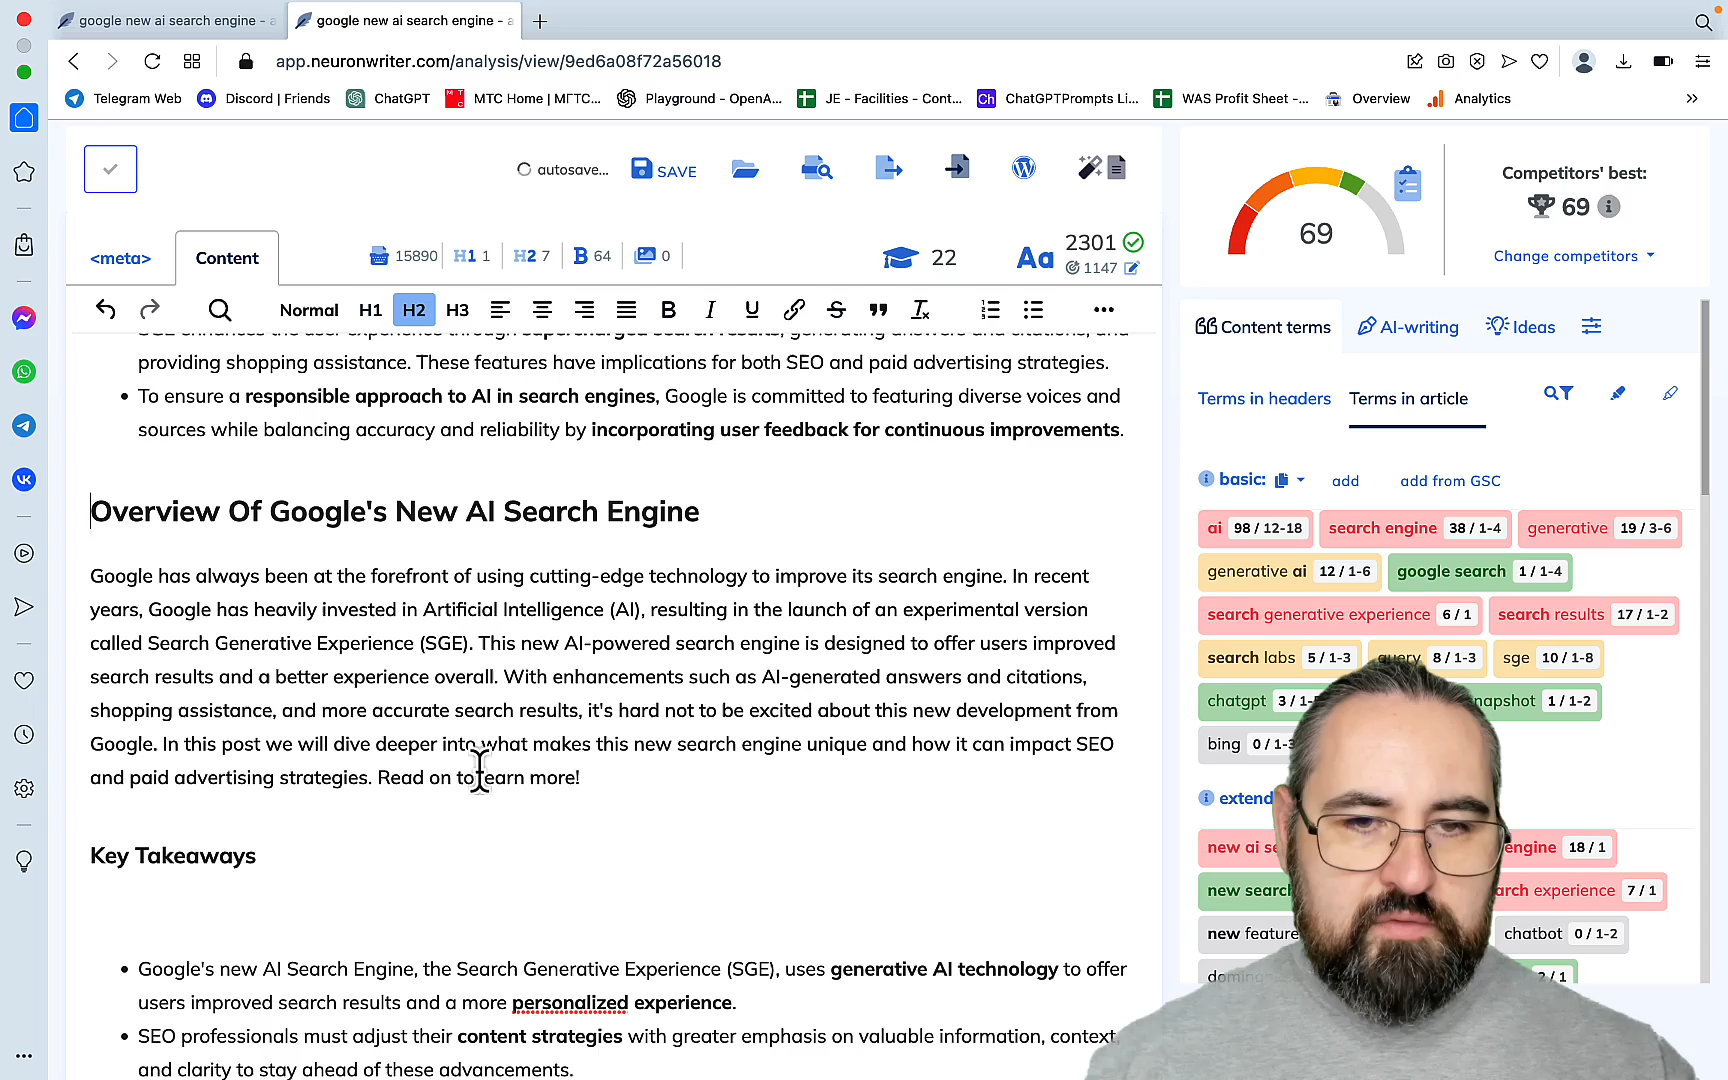 google new ai search engine - a
google new ai search engine - a
app.neuronwriter.com/analysis/view/9ed6a08f72a56018
Telegram Web
Discord | Friends
ChatGPT
МТС Home | МГТС...
Playground - OpenA...
JE - Facilities - Cont...
Ch
ChatGPTPrompts Li...
WAS Profit Sheet -...
Overview
Analytics
autosave...
SAVE
<meta>
Content
15890
H1 1
H2 7
B 64
0
22
Aa
2301
1147
Normal
H1
H2
H3
providing shopping assistance. These features have implications for both SEO and paid advertising strategies.
To ensure a responsible approach to AI in search engines, Google is committed to featuring diverse voices and
sources while balancing accuracy and reliability by incorporating user feedback for continuous improvements.
Overview Of Google's New AI Search Engine
Google has always been at the forefront of using cutting-edge technology to improve its search engine. In recent
years, Google has heavily invested in Artificial Intelligence (AI), resulting in the launch of an experimental version
called Search Generative Experience (SGE). This new AI-powered search engine is designed to offer users improved
search results and a better experience overall. With enhancements such as AI-generated answers and citations,
shopping assistance, and more accurate search results, it's hard not to be excited about this new development from
Google. In this post we will dive deeper into what makes this new search engine unique and how it can impact SEO
and paid advertising strategies. Read on to learn more!
Key Takeaways
Google's new AI Search Engine, the Search Generative Experience (SGE), uses generative AI technology to offer
users improved search results and a more personalized experience.
SEO professionals must adjust their content strategies with greater emphasis on valuable information, context,
and clarity to stay ahead of these advancements.
69
Competitors' best:
69
Change competitors
Content terms
AI-writing
Ideas
Terms in headers
Terms in article
basic:
add
add from GSC
ai 98 / 12-18
search engine 38 / 1-4
generative 19 / 3-6
generative ai 12 / 1-6
google search 1 / 1-4
search generative experience 6 / 1
search results 17 / 1-2
search labs 5 / 1-3
query 8 / 1-3
sge 10 / 1-8
chatgpt 3 / 1-
napshot 1 / 1-2
bing 0 / 1-3
extend
new ai se
engine 18 / 1
new search
arch experience 7 / 1
new feature
chatbot 0 / 1-2
2 / 1